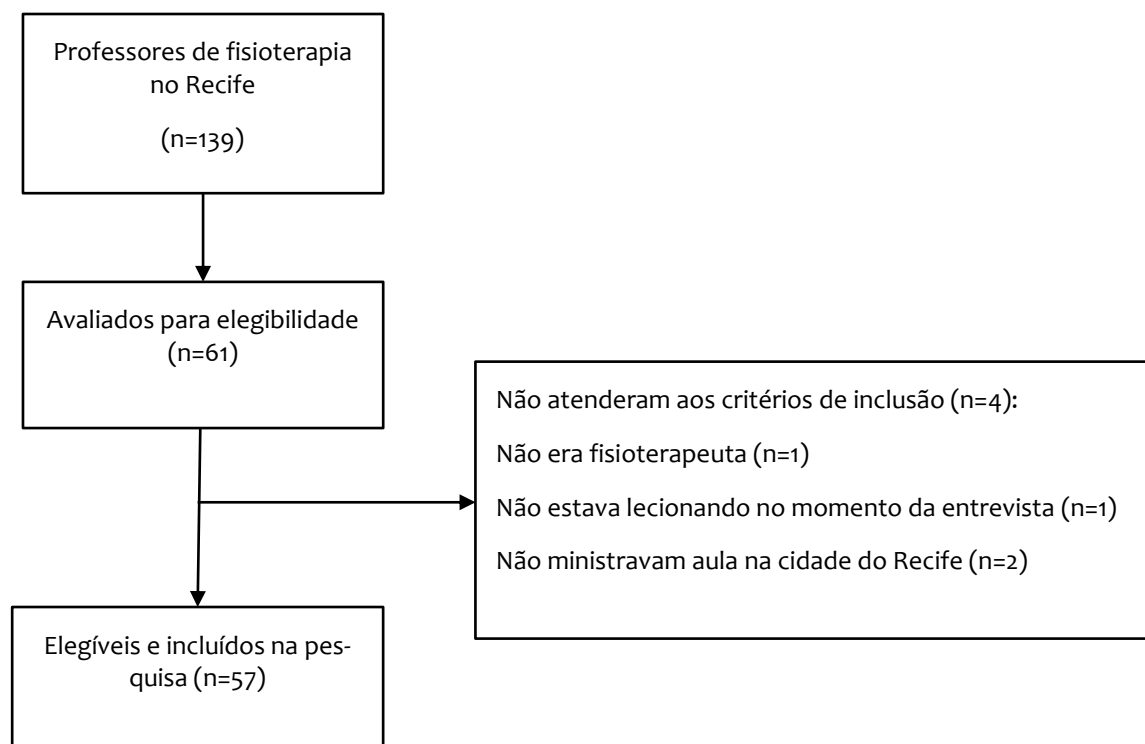 Professores de fisioterapia
no Recife
(n=139)
Avaliados para elegibilidade
(n=61)
Não atenderam aos critérios de inclusão (n=4):
Não era fisioterapeuta (n=1)
Não estava lecionando no momento da entrevista (n=1)
Não ministravam aula na cidade do Recife (n=2)
Elegíveis e incluídos na pes-
quisa (n=57)